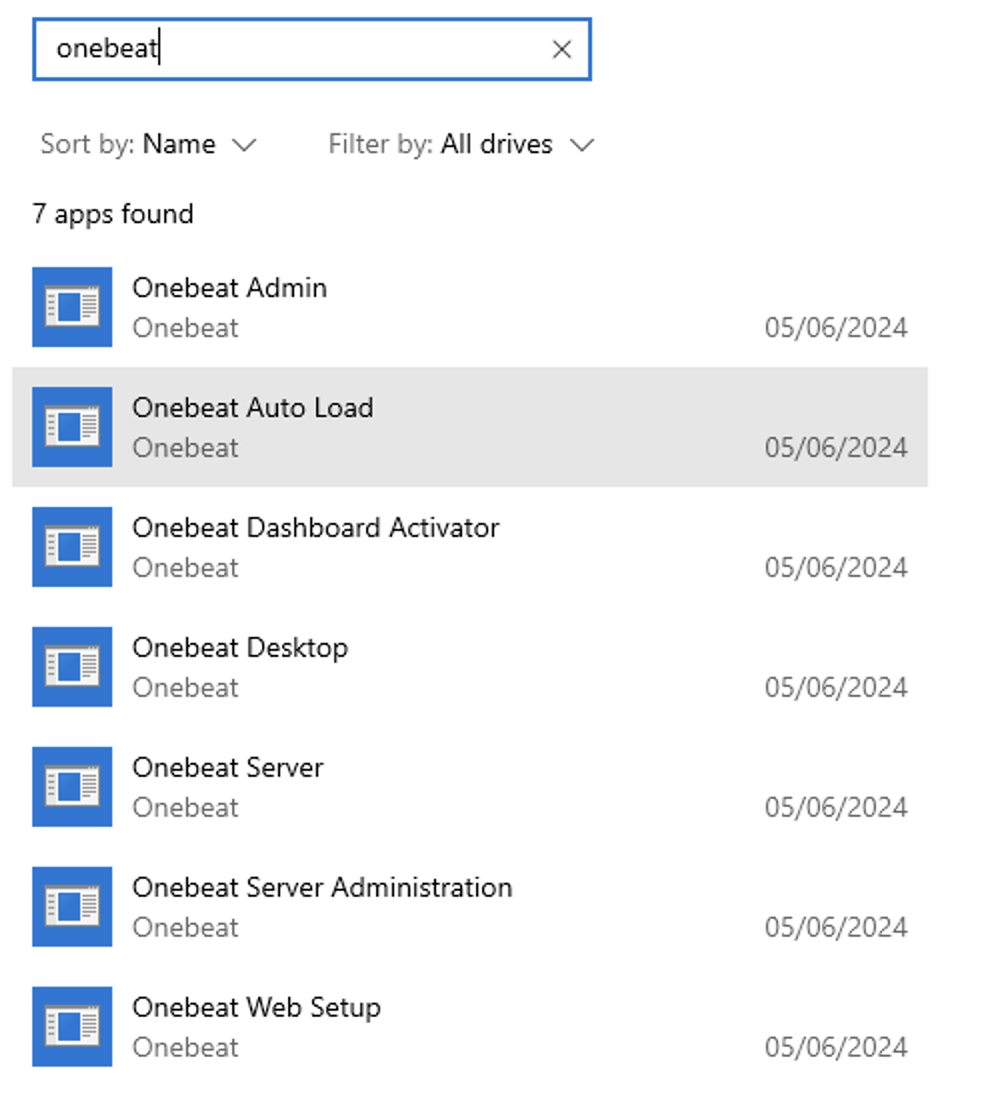 onebeat
Sort by: Name Filter by: All drives
7 apps found
Onebeat Admin
Onebeat 05/06/2024
Onebeat Auto Load
Onebeat 05/06/2024
Onebeat Dashboard Activator
Onebeat 05/06/2024
Onebeat Desktop
Onebeat 05/06/2024
Onebeat Server
Onebeat 05/06/2024
Onebeat Server Administration
Onebeat 05/06/2024
Onebeat Web Setup
Onebeat 05/06/2024